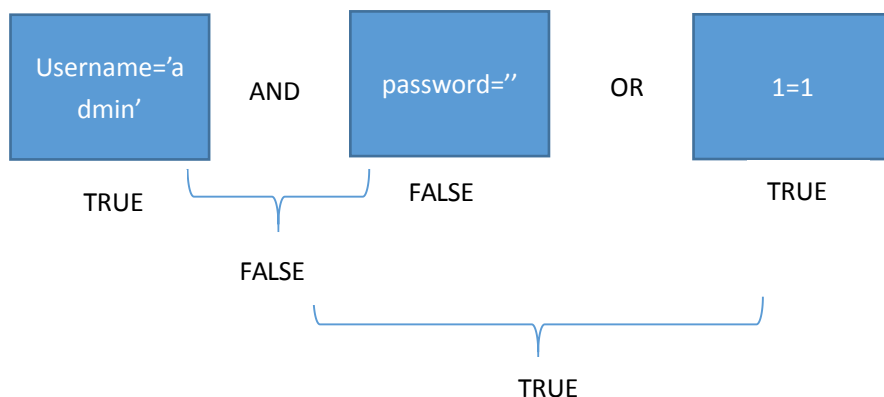 Username='a
dmin'
AND
password=’’
OR
1=1
TRUE
FALSE
TRUE
FALSE
TRUE